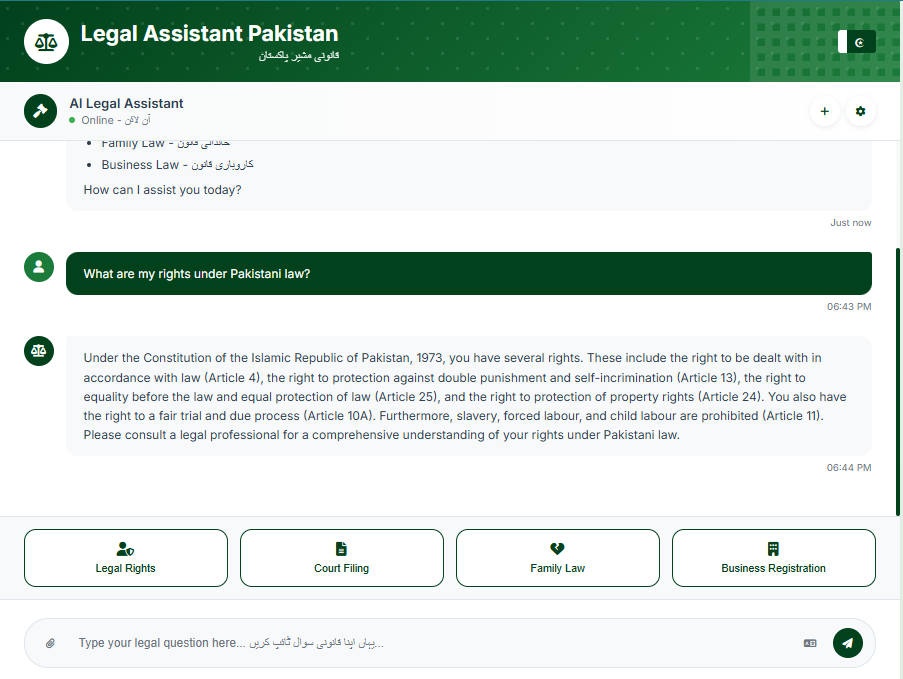 Legal Assistant Pakistan
قانونی مشیر پاکستان
AI Legal Assistant
Online - آن لائن
Family Law - خاندانی قانون
Business Law - کاروباری قانون
How can I assist you today?
Just now
What are my rights under Pakistani law?
06:43 PM
Under the Constitution of the Islamic Republic of Pakistan, 1973, you have several rights. These include the right to be dealt with in
accordance with law (Article 4), the right to protection against double punishment and self-incrimination (Article 13), the right to
equality before the law and equal protection of law (Article 25), and the right to protection of property rights (Article 24). You also have
the right to a fair trial and due process (Article 10A). Furthermore, slavery, forced labour, and child labour are prohibited (Article 11).
Please consult a legal professional for a comprehensive understanding of your rights under Pakistani law.
06:44 PM
Legal Rights
Court Filing
Family Law
Business Registration
Type your legal question here... یہاں اپنا قانونی سوال ٹائپ کریں...